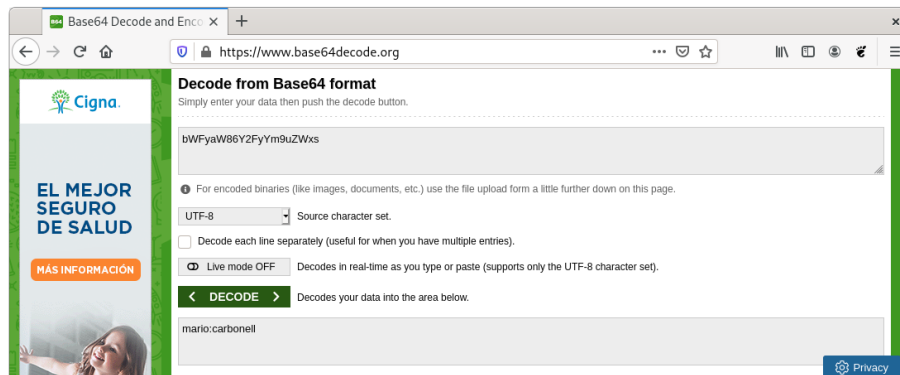 B64 Base64 Decode and Enco
https://www.base64decode.org
Cigna.
EL MEJOR
SEGURO
DE SALUD
MÁS INFORMACIÓN
Decode from Base64 format
Simply enter your data then push the decode button.
bWFyaW86Y2FyYm9uZWxs
For encoded binaries (like images, documents, etc.) use the file upload form a little further down on this page.
UTF-8 Source character set.
Decode each line separately (useful for when you have multiple entries).
Live mode OFF Decodes in real-time as you type or paste (supports only the UTF-8 character set).
< DECODE > Decodes your data into the area below.
mario:carbonell
Privacy